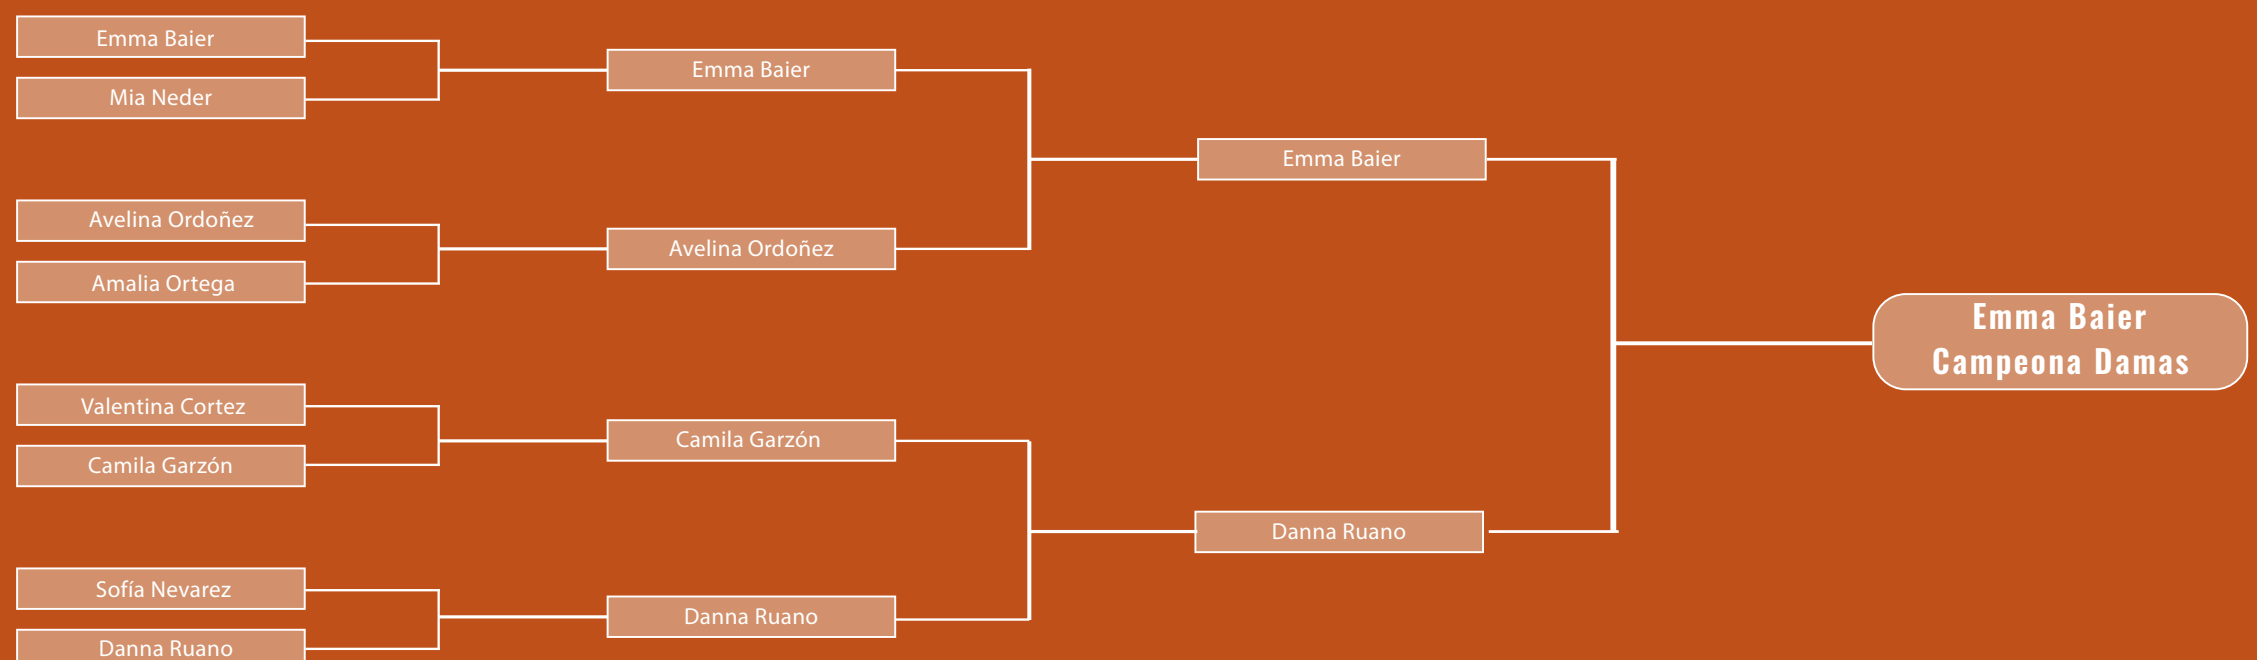 Emma Baier
Mia Neder
Avelina Ordoñez
Amalia Ortega
Valentina Cortez
Camila Garzón
Sofía Nevarez
Danna Ruano
Emma Baier
Avelina Ordoñez
Camila Garzón
Danna Ruano
Emma Baier
Danna Ruano
Emma Baier
Campeona Damas